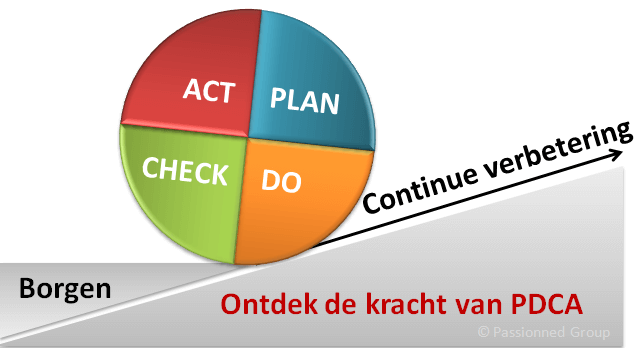 ACT
PLAN
CHECK
DO
Continue verbetering
Borgen
Ontdek de kracht van PDCA
© Passionned Group